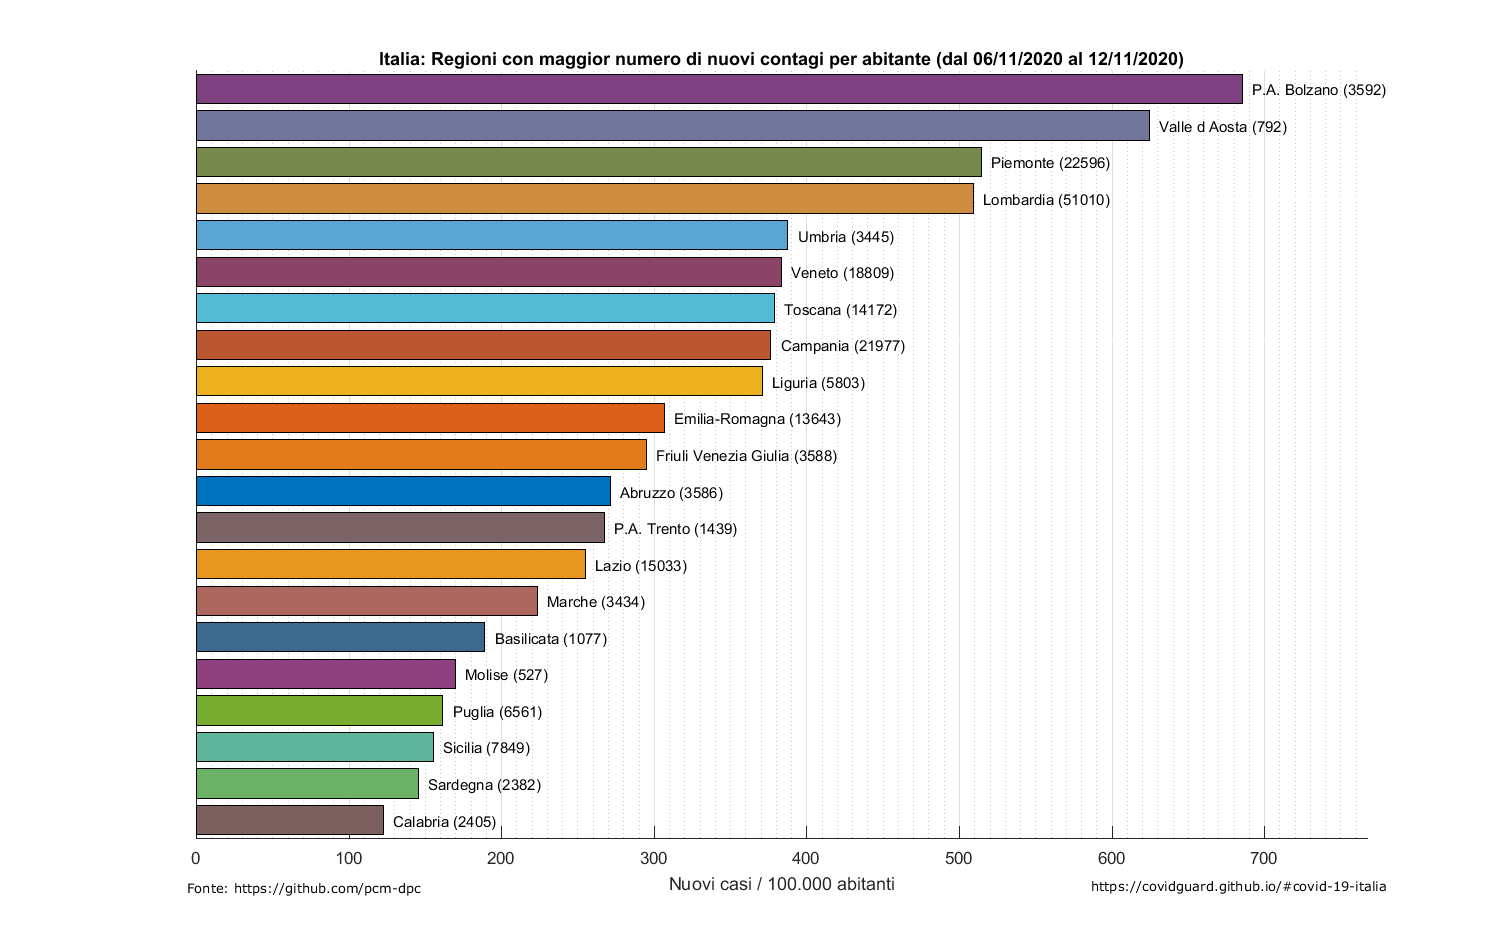 Italia: Regioni con maggior numero di nuovi contagi per abitante (dal 06/11/2020 al 12/11/2020)
P.A. Bolzano (3592)
Valle d Aosta (792)
Piemonte (22596)
Lombardia (51010)
Umbria (3445)
Veneto (18809)
Toscana (14172)
Campania (21977)
Liguria (5803)
Emilia-Romagna (13643)
Friuli Venezia Giulia (3588)
Abruzzo (3586)
P.A. Trento (1439)
Lazio (15033)
Marche (3434)
Basilicata (1077)
Molise (527)
Puglia (6561)
Sicilia (7849)
Sardegna (2382)
Calabria (2405)
0 100 200 300 400 500 600 700
Nuovi casi / 100.000 abitanti
Fonte: https://github.com/pcm-dpc
https://covidguard.github.io/#covid-19-italia